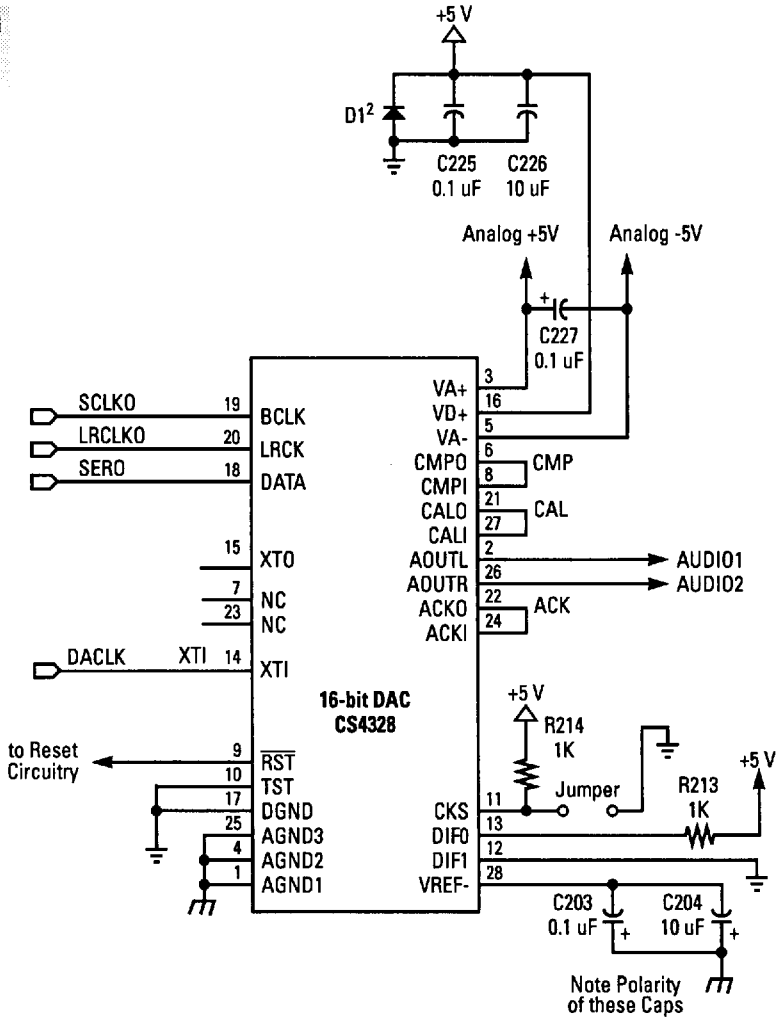 +5 V
D1²
C225
0.1 uF
C226
10 uF
Analog +5V
Analog -5V
+
C227
0.1 uF
SCLKO
19
BCLK
LRCLKO
20
LRCK
SERO
18
DATA
15
XTO
7
NC
23
NC
DACLK
XTI
14
XTI
16-bit DAC
CS4328
to Reset
Circuitry
9
RST
10
TST
17
DGND
25
AGND3
4
AGND2
1
AGND1
VA+
3
VD+
16
VA-
5
CMPO
6
CMP
CMPI
8
CALO
21
CAL
CALI
27
AOUTL
2
AUDIO1
AOUTR
26
AUDIO2
ACKO
22
ACK
ACKI
24
+5 V
R214
1K
Jumper
CKS
11
R213
1K
+5 V
DIF0
13
DIF1
12
VREF-
28
C203
0.1 uF
+
C204
10 uF
+
Note Polarity
of these Caps